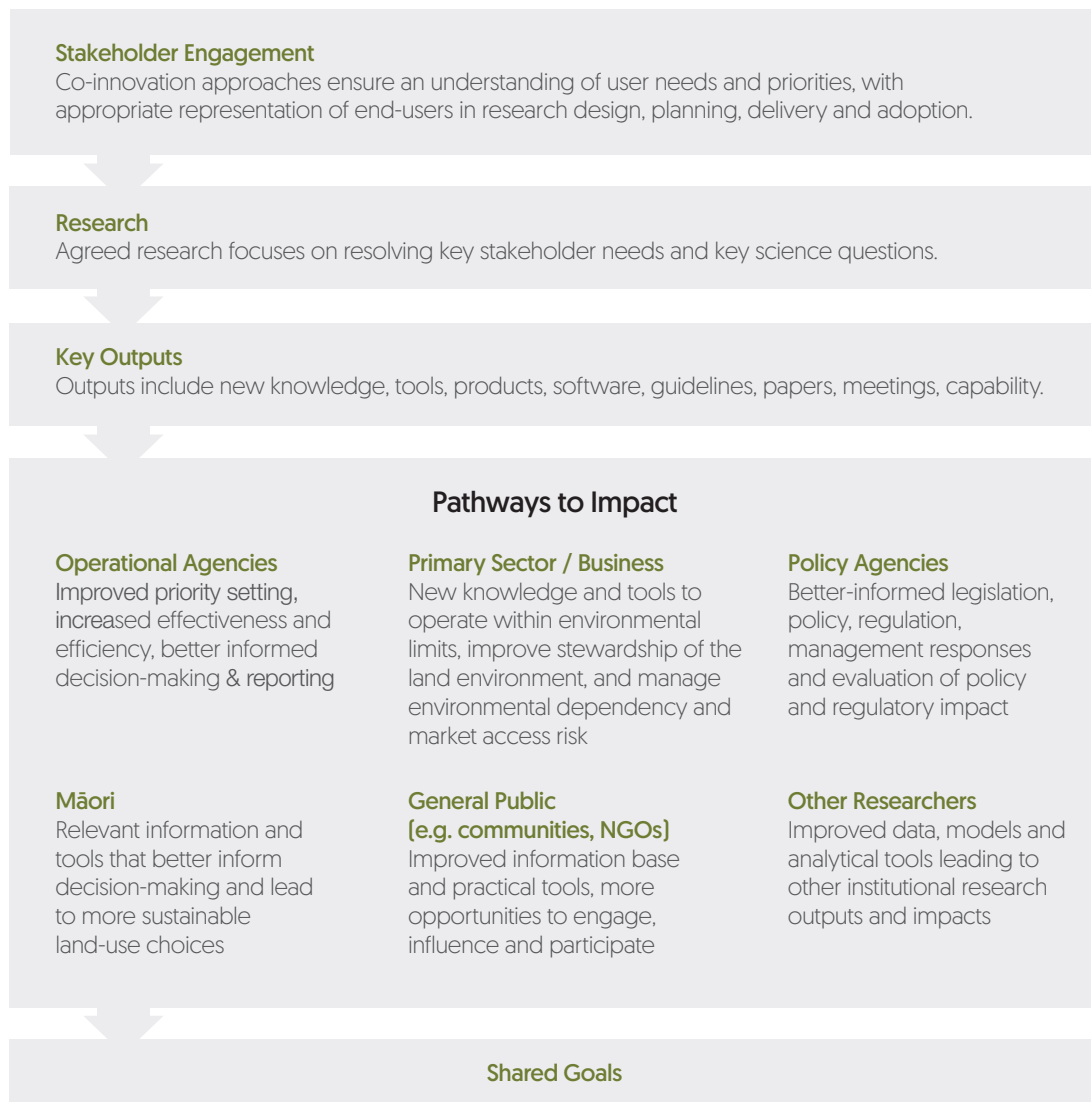 Stakeholder Engagement
Co-innovation approaches ensure an understanding of user needs and priorities, with
appropriate representation of end-users in research design, planning, delivery and adoption.
Research
Agreed research focuses on resolving key stakeholder needs and key science questions.
Key Outputs
Outputs include new knowledge, tools, products, software, guidelines, papers, meetings, capability.
Pathways to Impact
Operational Agencies
Improved priority setting,
increased effectiveness and
efficiency, better informed
decision-making & reporting
Primary Sector / Business
New knowledge and tools to
operate within environmental
limits, improve stewardship of the
land environment, and manage
environmental dependency and
market access risk
Policy Agencies
Better-informed legislation,
policy, regulation,
management responses
and evaluation of policy
and regulatory impact
Māori
Relevant information and
tools that better inform
decision-making and lead
to more sustainable
land-use choices
General Public
(e.g. communities, NGOs)
Improved information base
and practical tools, more
opportunities to engage,
influence and participate
Other Researchers
Improved data, models and
analytical tools leading to
other institutional research
outputs and impacts
Shared Goals